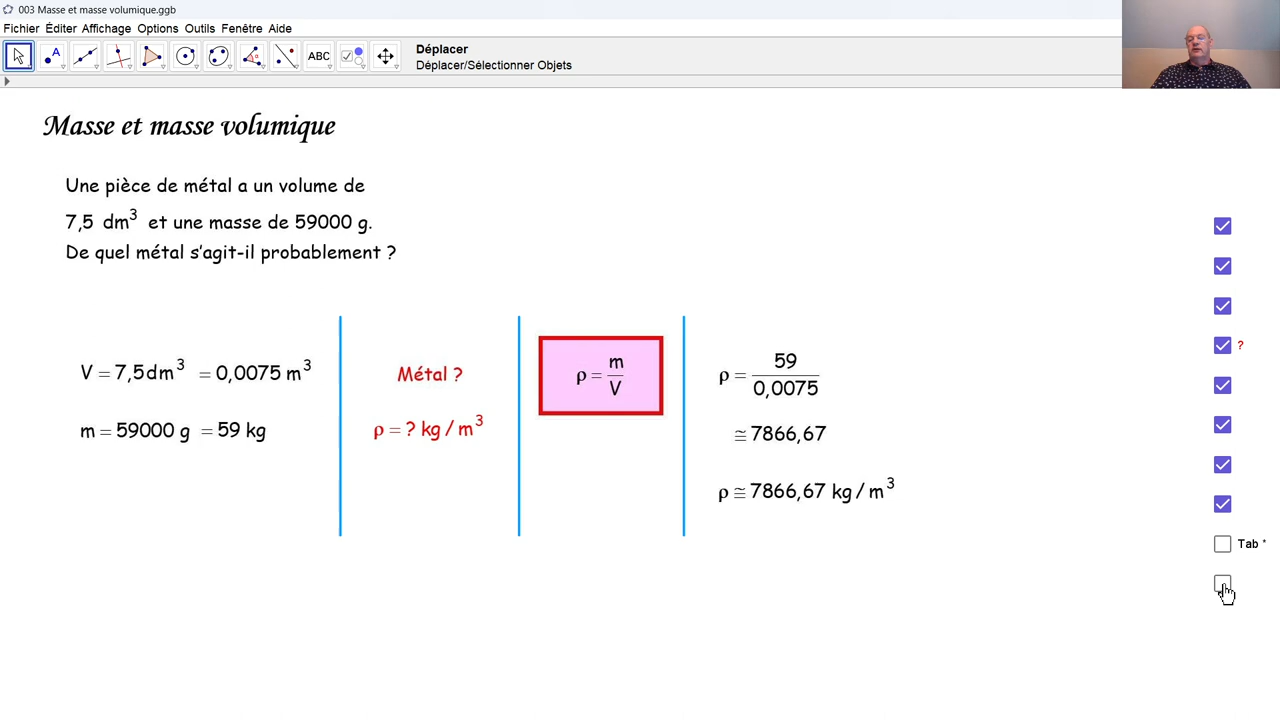 003 Masse et masse volumique.ggb
Fichier Éditer Affichage Options Outils Fenêtre Aide
A
ABC
Déplacer
Déplacer/Sélectionner Objets
Masse et masse volumique
Une pièce de métal a un volume de
7,5 dm³ et une masse de 59000 g.
De quel métal s'agit-il probablement ?
V = 7,5 dm³ = 0,0075 m³
m = 59000 g = 59 kg
Métal ?
ρ = ? kg / m³
ρ = m/V
ρ = 59/0,0075
≅ 7866,67
ρ ≅ 7866,67 kg / m³
?
Tab *